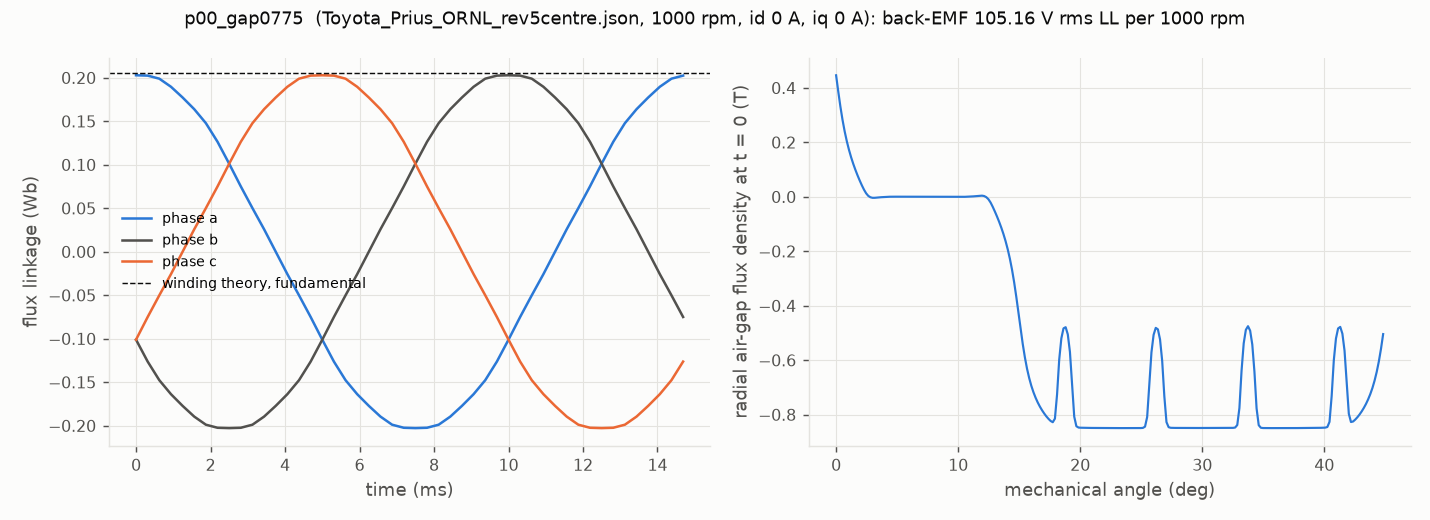 p00_gap0775  (Toyota_Prius_ORNL_rev5centre.json, 1000 rpm, id 0 A, iq 0 A): back-EMF 105.16 V rms LL per 1000 rpm
flux linkage (Wb)
0.20
0.15
0.10
0.05
0.00
−0.05
−0.10
−0.15
−0.20
phase a
phase b
phase c
winding theory, fundamental
0 2 4 6 8 10 12 14
time (ms)
radial air-gap flux density at t = 0 (T)
0.4
0.2
0.0
−0.2
−0.4
−0.6
−0.8
0 10 20 30 40
mechanical angle (deg)